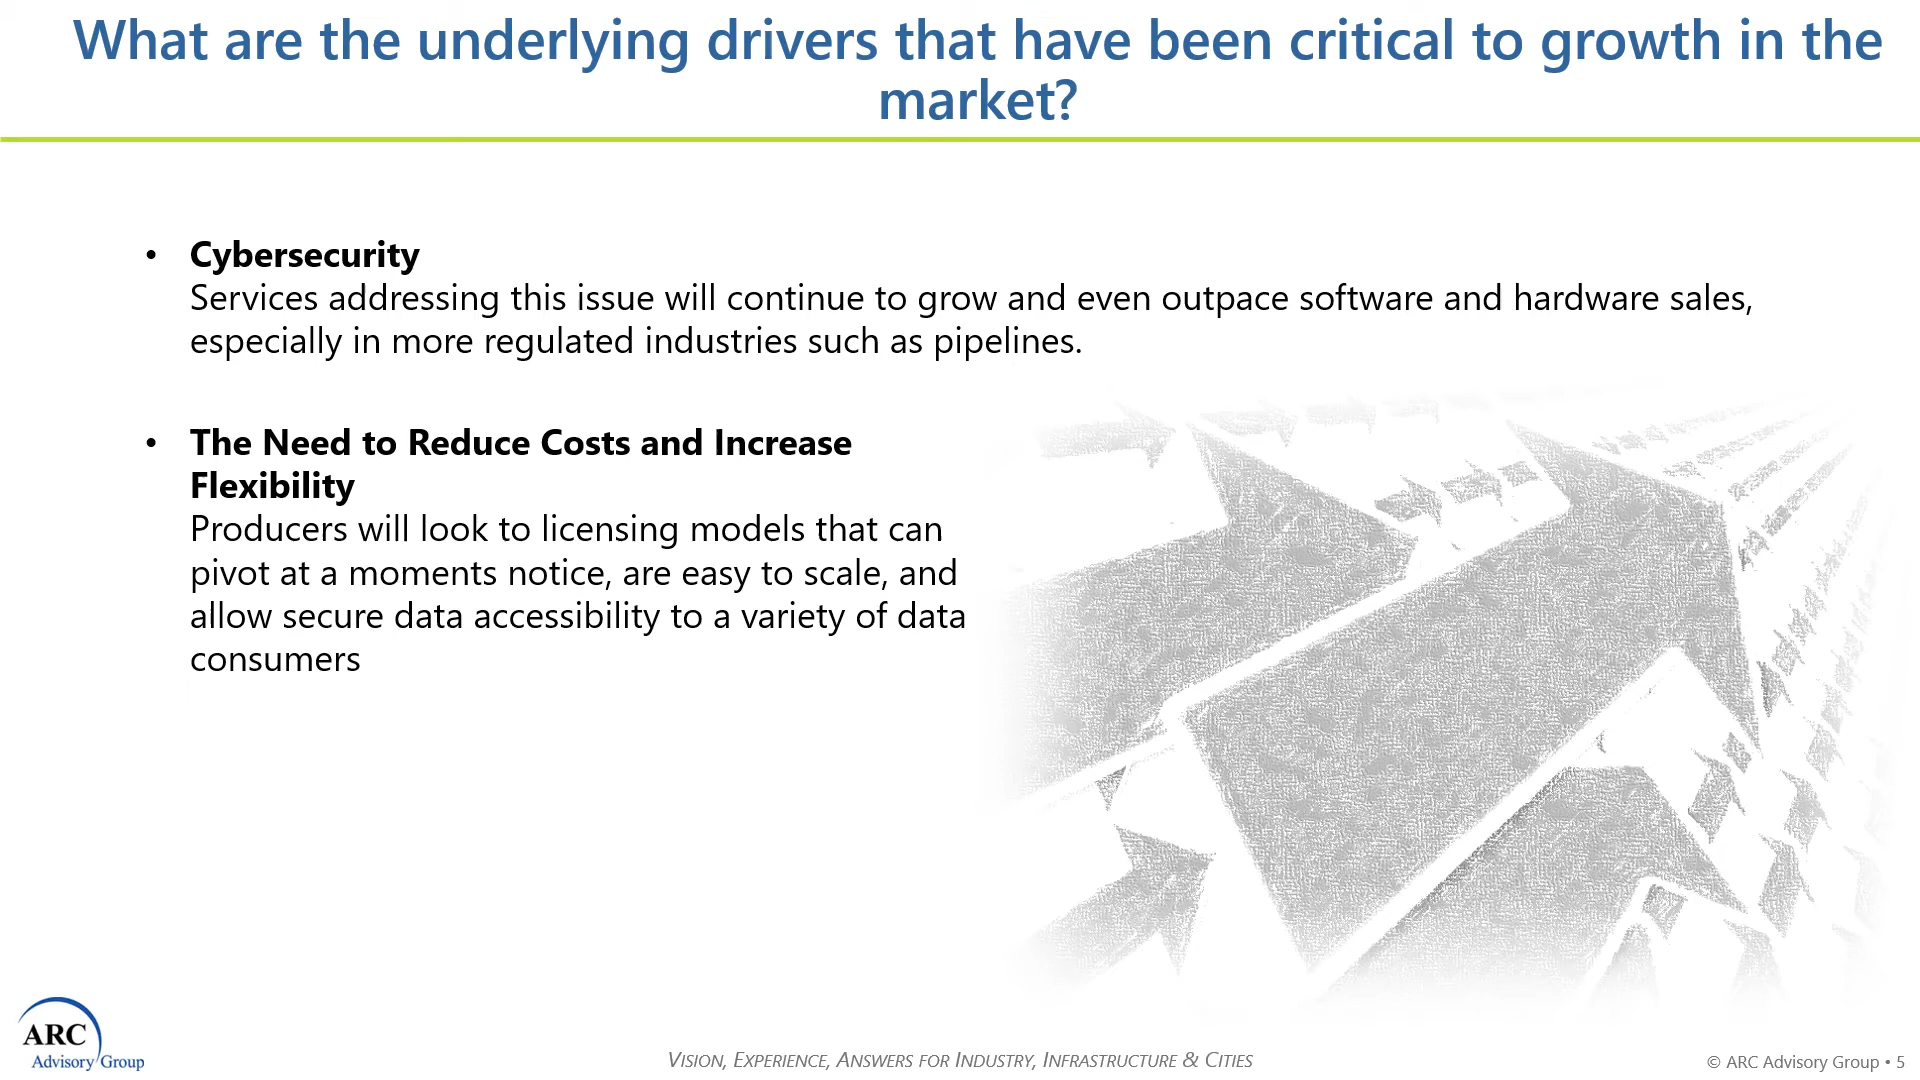 What are the underlying drivers that have been critical to growth in the
market?
• Cybersecurity
Services addressing this issue will continue to grow and even outpace software and hardware sales,
especially in more regulated industries such as pipelines.
• The Need to Reduce Costs and Increase
Flexibility
Producers will look to licensing models that can
pivot at a moments notice, are easy to scale, and
allow secure data accessibility to a variety of data
consumers
ARC
Advisory Group
VISION, EXPERIENCE, ANSWERS FOR INDUSTRY, INFRASTRUCTURE & CITIES
© ARC Advisory Group • 5